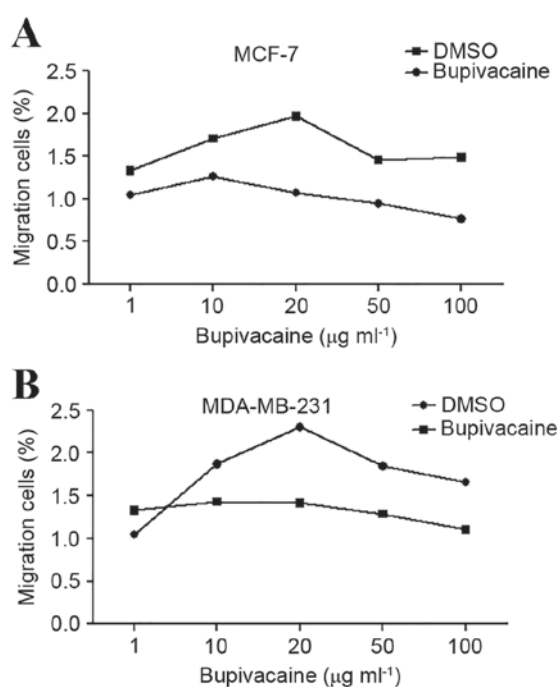 A
MCF-7
DMSO
Bupivacaine
Migration cells (%)
2.5
2.0
1.5
1.0
0.5
0.0
1 10 20 50 100
Bupivacaine (µg ml⁻¹)
B
MDA-MB-231
DMSO
Bupivacaine
Migration cells (%)
2.5
2.0
1.5
1.0
0.5
0.0
1 10 20 50 100
Bupivacaine (µg ml⁻¹)